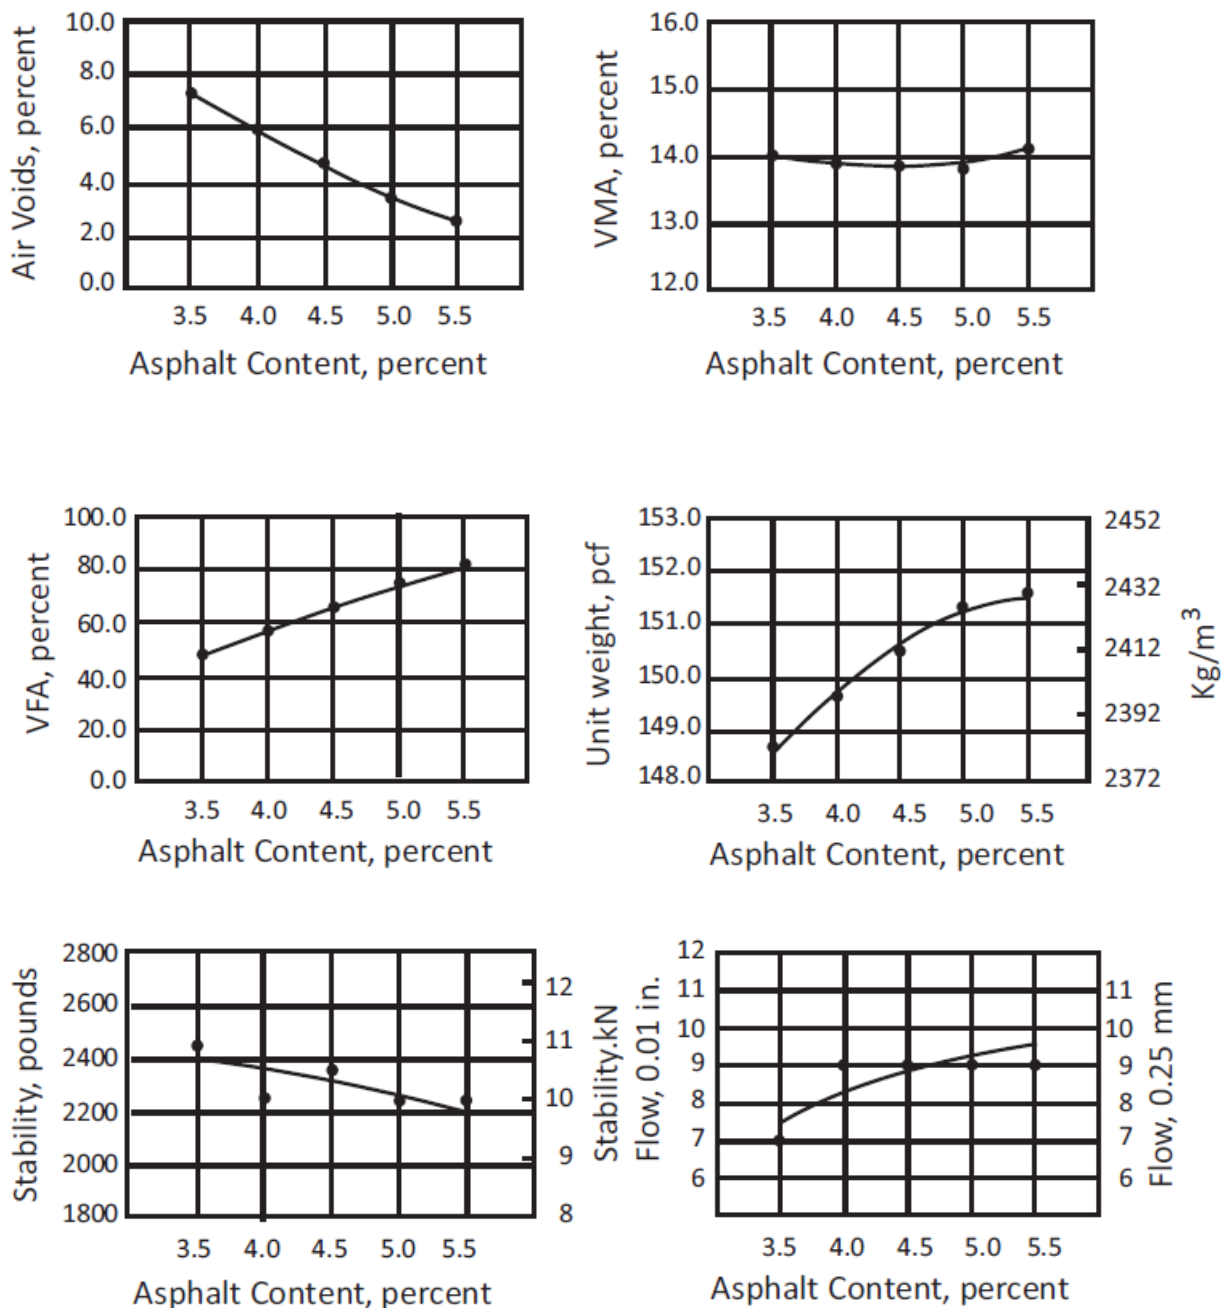 Air Voids, percent
10.0
8.0
6.0
4.0
2.0
0.0
3.5 4.0 4.5 5.0 5.5
Asphalt Content, percent
VMA, percent
16.0
15.0
14.0
13.0
12.0
3.5 4.0 4.5 5.0 5.5
Asphalt Content, percent
VFA, percent
100.0
80.0
60.0
40.0
20.0
0.0
3.5 4.0 4.5 5.0 5.5
Asphalt Content, percent
Unit weight, pcf
153.0
152.0
151.0
150.0
149.0
148.0
2452
2432
2412
2392
2372
Kg/m³
3.5 4.0 4.5 5.0 5.5
Asphalt Content, percent
Stability, pounds
2800
2600
2400
2200
2000
1800
12
11
10
9
8
Stability.kN
3.5 4.0 4.5 5.0 5.5
Asphalt Content, percent
Flow, 0.01 in.
12
11
10
9
8
7
6
11
10
9
8
7
6
Flow, 0.25 mm
3.5 4.0 4.5 5.0 5.5
Asphalt Content, percent